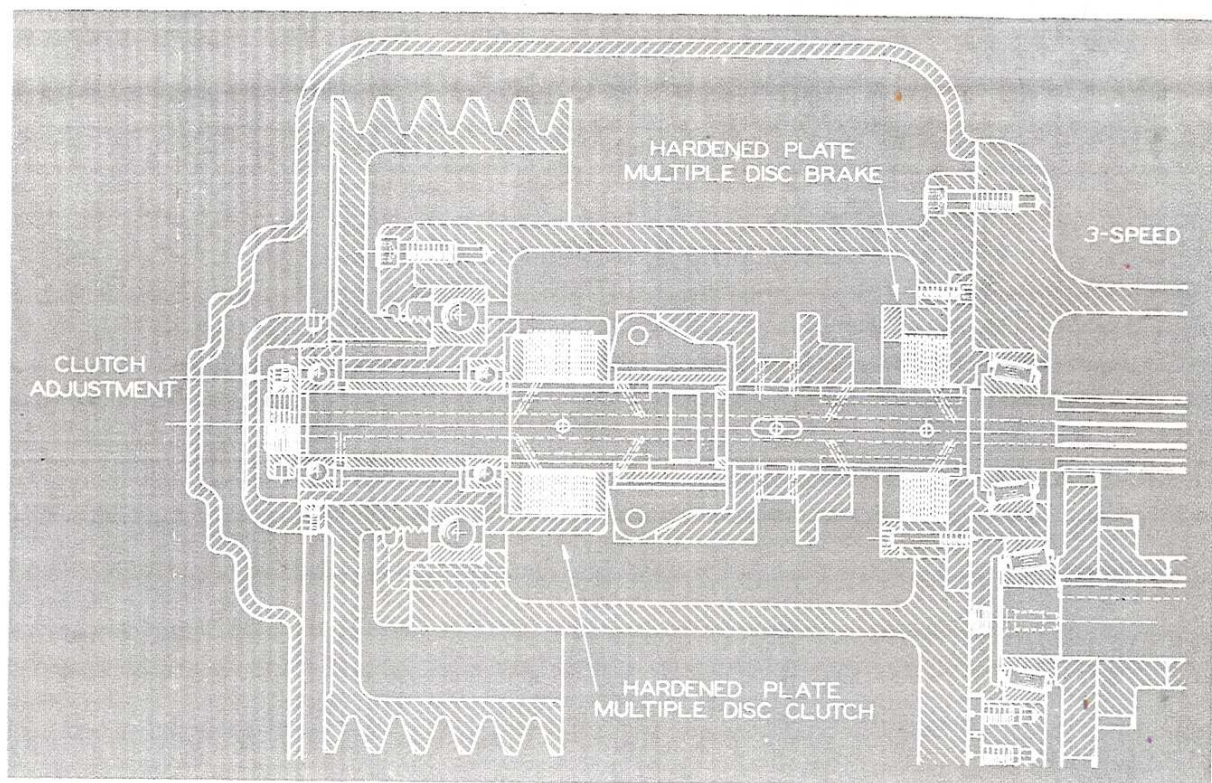 HARDENED PLATE
MULTIPLE DISC BRAKE
3-SPEED
CLUTCH
ADJUSTMENT
HARDENED PLATE
MULTIPLE DISC CLUTCH